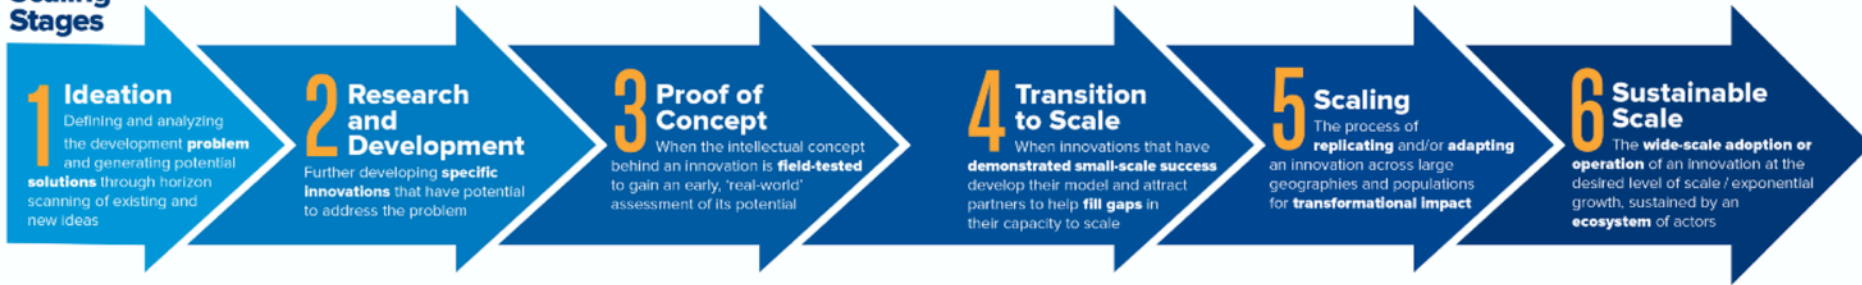 Scaling
Stages
1
Ideation
Defining and analyzing
the development problem
and generating potential
solutions through horizon
scanning of existing and
new ideas
2
Research
and
Development
Further developing specific
innovations that have potential
to address the problem
3
Proof of
Concept
When the intellectual concept
behind an innovation is field-tested
to gain an early, 'real-world'
assessment of its potential
4
Transition
to Scale
When innovations that have
demonstrated small-scale success
develop their model and attract
partners to help fill gaps in
their capacity to scale
5
Scaling
The process of
replicating and/or adapting
an innovation across large
geographies and populations
for transformational impact
6
Sustainable
Scale
The wide-scale adoption or
operation of an innovation at the
desired level of scale / exponential
growth, sustained by an
ecosystem of actors